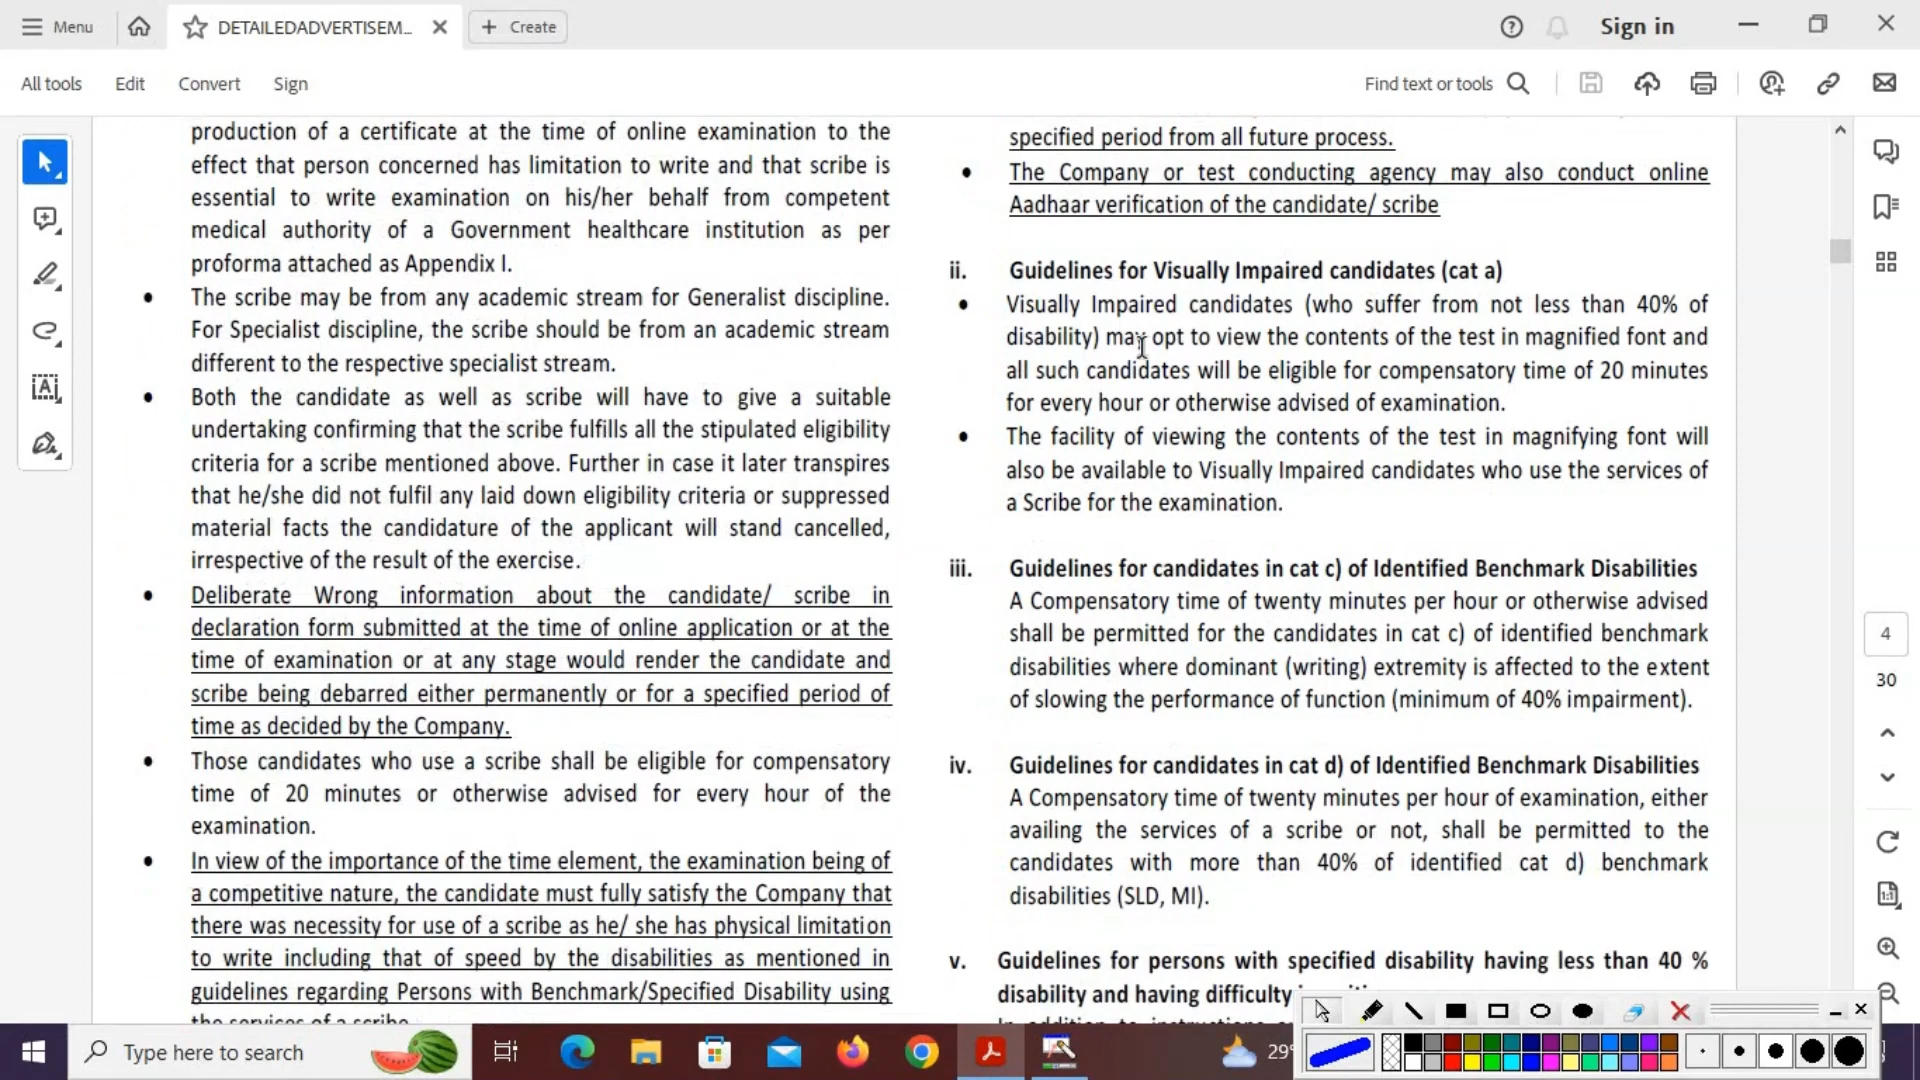 Menu
DETAILEDADVERTISEM...
Create
Sign in
All tools
Edit
Convert
Sign
Find text or tools
production of a certificate at the time of online examination to the
effect that person concerned has limitation to write and that scribe is
essential to write examination on his/her behalf from competent
medical authority of a Government healthcare institution as per
proforma attached as Appendix I.
• The scribe may be from any academic stream for Generalist discipline.
For Specialist discipline, the scribe should be from an academic stream
different to the respective specialist stream.
• Both the candidate as well as scribe will have to give a suitable
undertaking confirming that the scribe fulfills all the stipulated eligibility
criteria for a scribe mentioned above. Further in case it later transpires
that he/she did not fulfil any laid down eligibility criteria or suppressed
material facts the candidature of the applicant will stand cancelled,
irrespective of the result of the exercise.
• Deliberate Wrong information about the candidate/ scribe in
declaration form submitted at the time of online application or at the
time of examination or at any stage would render the candidate and
scribe being debarred either permanently or for a specified period of
time as decided by the Company.
• Those candidates who use a scribe shall be eligible for compensatory
time of 20 minutes or otherwise advised for every hour of the
examination.
• In view of the importance of the time element, the examination being of
a competitive nature, the candidate must fully satisfy the Company that
there was necessity for use of a scribe as he/ she has physical limitation
to write including that of speed by the disabilities as mentioned in
guidelines regarding Persons with Benchmark/Specified Disability using
the services of a scribe.
specified period from all future process.
• The Company or test conducting agency may also conduct online
Aadhaar verification of the candidate/ scribe
ii. Guidelines for Visually Impaired candidates (cat a)
• Visually Impaired candidates (who suffer from not less than 40% of
disability) may opt to view the contents of the test in magnified font and
all such candidates will be eligible for compensatory time of 20 minutes
for every hour or otherwise advised of examination.
• The facility of viewing the contents of the test in magnifying font will
also be available to Visually Impaired candidates who use the services of
a Scribe for the examination.
iii. Guidelines for candidates in cat c) of Identified Benchmark Disabilities
A Compensatory time of twenty minutes per hour or otherwise advised
shall be permitted for the candidates in cat c) of identified benchmark
disabilities where dominant (writing) extremity is affected to the extent
of slowing the performance of function (minimum of 40% impairment).
iv. Guidelines for candidates in cat d) of Identified Benchmark Disabilities
A Compensatory time of twenty minutes per hour of examination, either
availing the services of a scribe or not, shall be permitted to the
candidates with more than 40% of identified cat d) benchmark
disabilities (SLD, MI).
v. Guidelines for persons with specified disability having less than 40 %
disability and having difficulty
4
30
Type here to search
29°